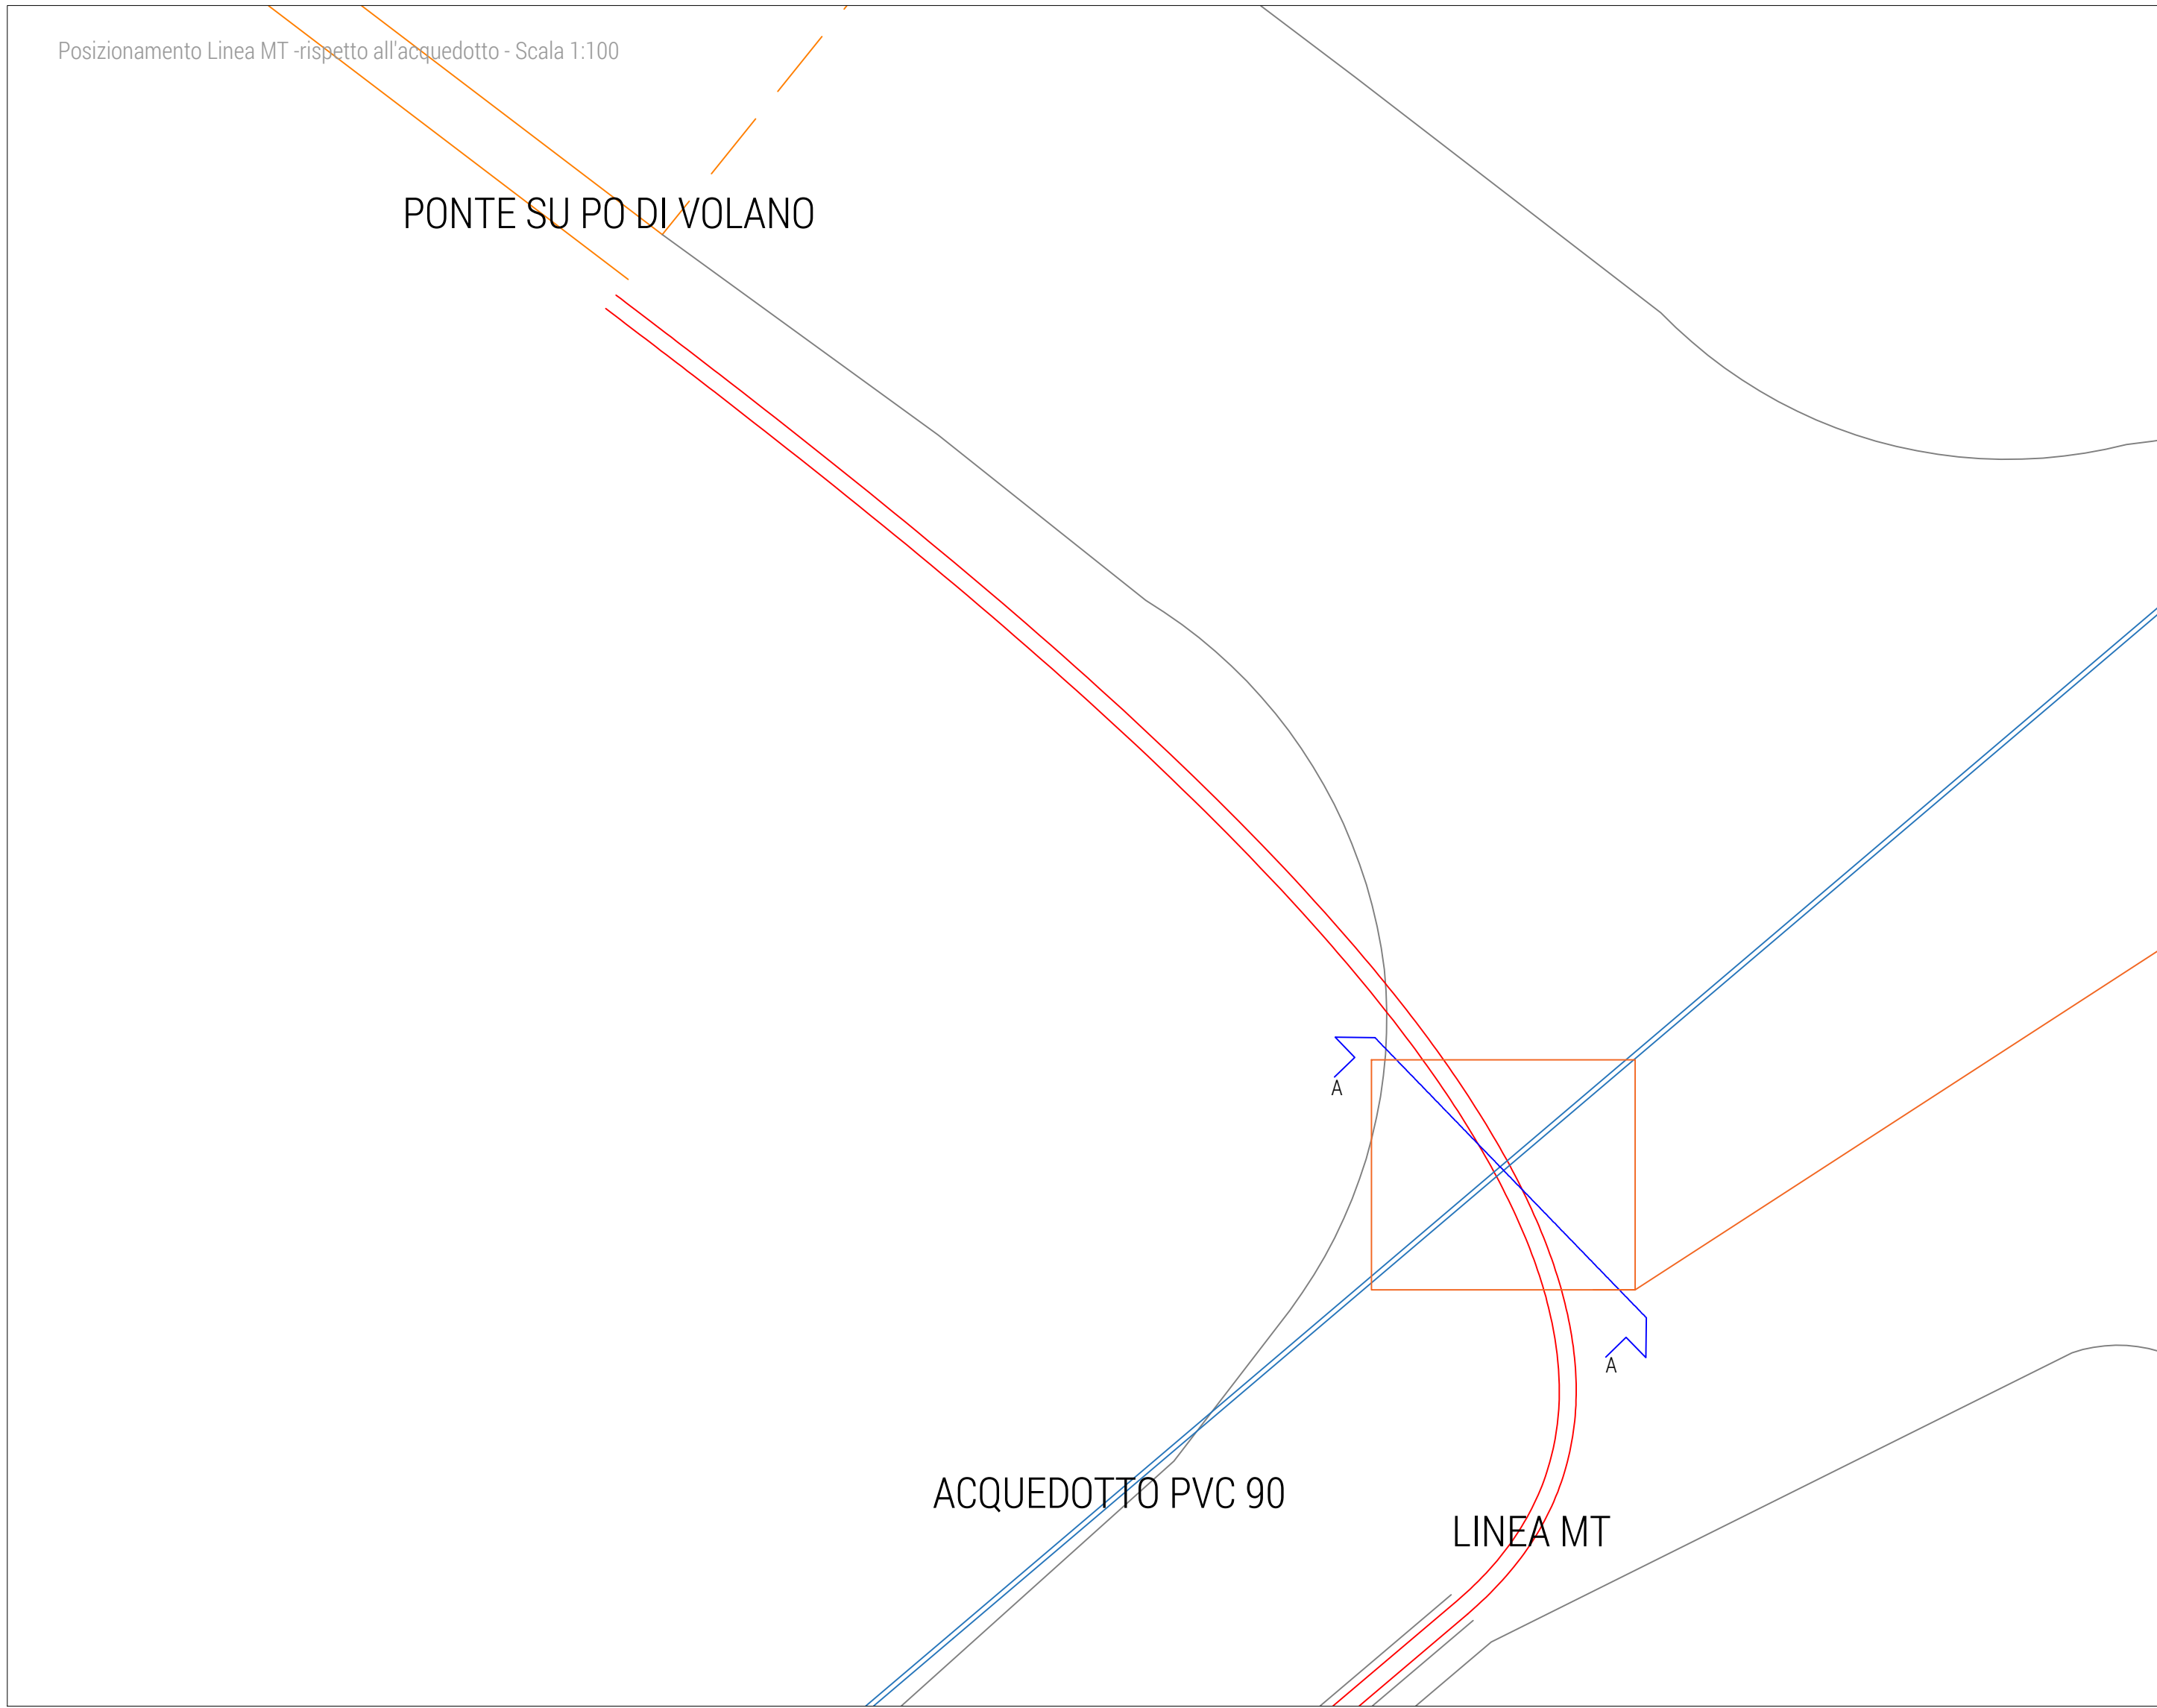 Posizionamento Linea MT -rispetto all'acquedotto - Scala 1:100
PONTE SU PO DI VOLANO
A
A
ACQUEDOTTO PVC 90
LINEA MT